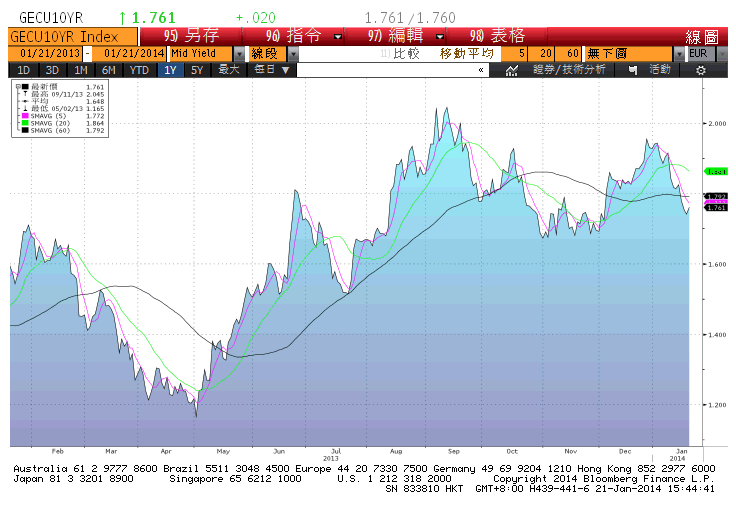 GECU10YR ↑ 1.761 +.020 1.761/1.760
GECU10YR Index 95) 另存 96) 指令 97) 編輯 98) 表格 線圖
01/21/2013 - 01/21/2014 Mid Yield 線段 比較 移動平均 5 20 60 無下圖 EUR
1D 3D 1M 6M YTD 1Y 5Y 最大 每日 ▼ « 證券/技術分析 活動
最新價 1.761
最高 09/11/13 2.045
平均 1.648
最低 05/02/13 1.165
SMAVG (5) 1.772
SMAVG (20) 1.864
SMAVG (60) 1.792
2.000
1.792
1.761
1.600
1.400
1.200
Feb Mar Apr May Jun Jul Aug Sep Oct Nov Dec Jan
2013 2014
Australia 61 2 9777 8600 Brazil 5511 3048 4500 Europe 44 20 7330 7500 Germany 49 69 9204 1210 Hong Kong 852 2977 6000
Japan 81 3 3201 8900 Singapore 65 6212 1000 U.S. 1 212 318 2000 Copyright 2014 Bloomberg Finance L.P.
SN 833810 HKT GMT+8:00 H439-441-6 21-Jan-2014 15:44:41